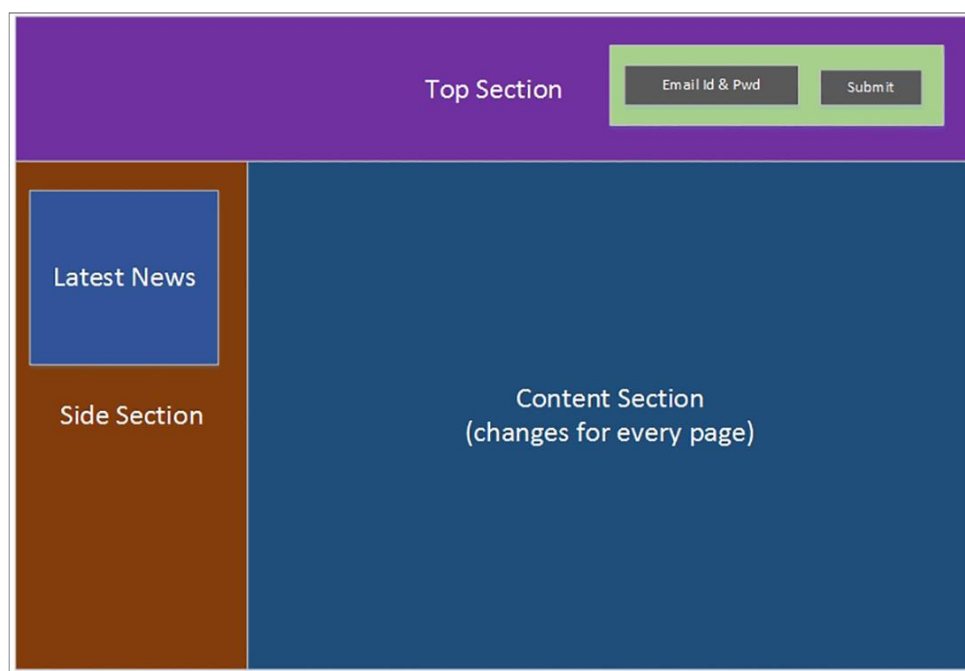 Top Section
Email Id & Pwd
Submit
Latest News
Side Section
Content Section
(changes for every page)